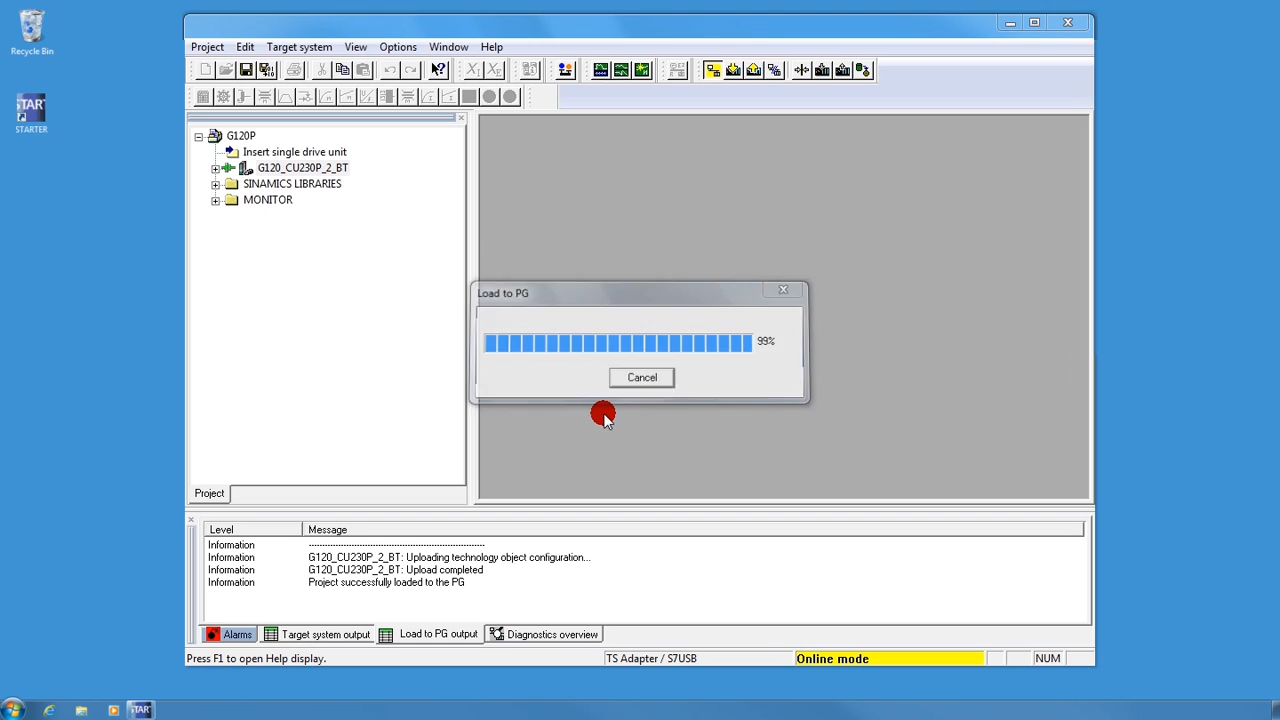 Recycle Bin
START
STARTER
Project Edit Target system View Options Window Help
G120P
Insert single drive unit
G120_CU230P_2_BT
SINAMICS LIBRARIES
MONITOR
Load to PG
99%
Cancel
Project
Level Message
Information ------------------------------------------------------------
Information G120_CU230P_2_BT: Uploading technology object configuration...
Information G120_CU230P_2_BT: Upload completed
Information Project successfully loaded to the PG
Alarms Target system output Load to PG output Diagnostics overview
Press F1 to open Help display. TS Adapter / S7USB Online mode NUM
START